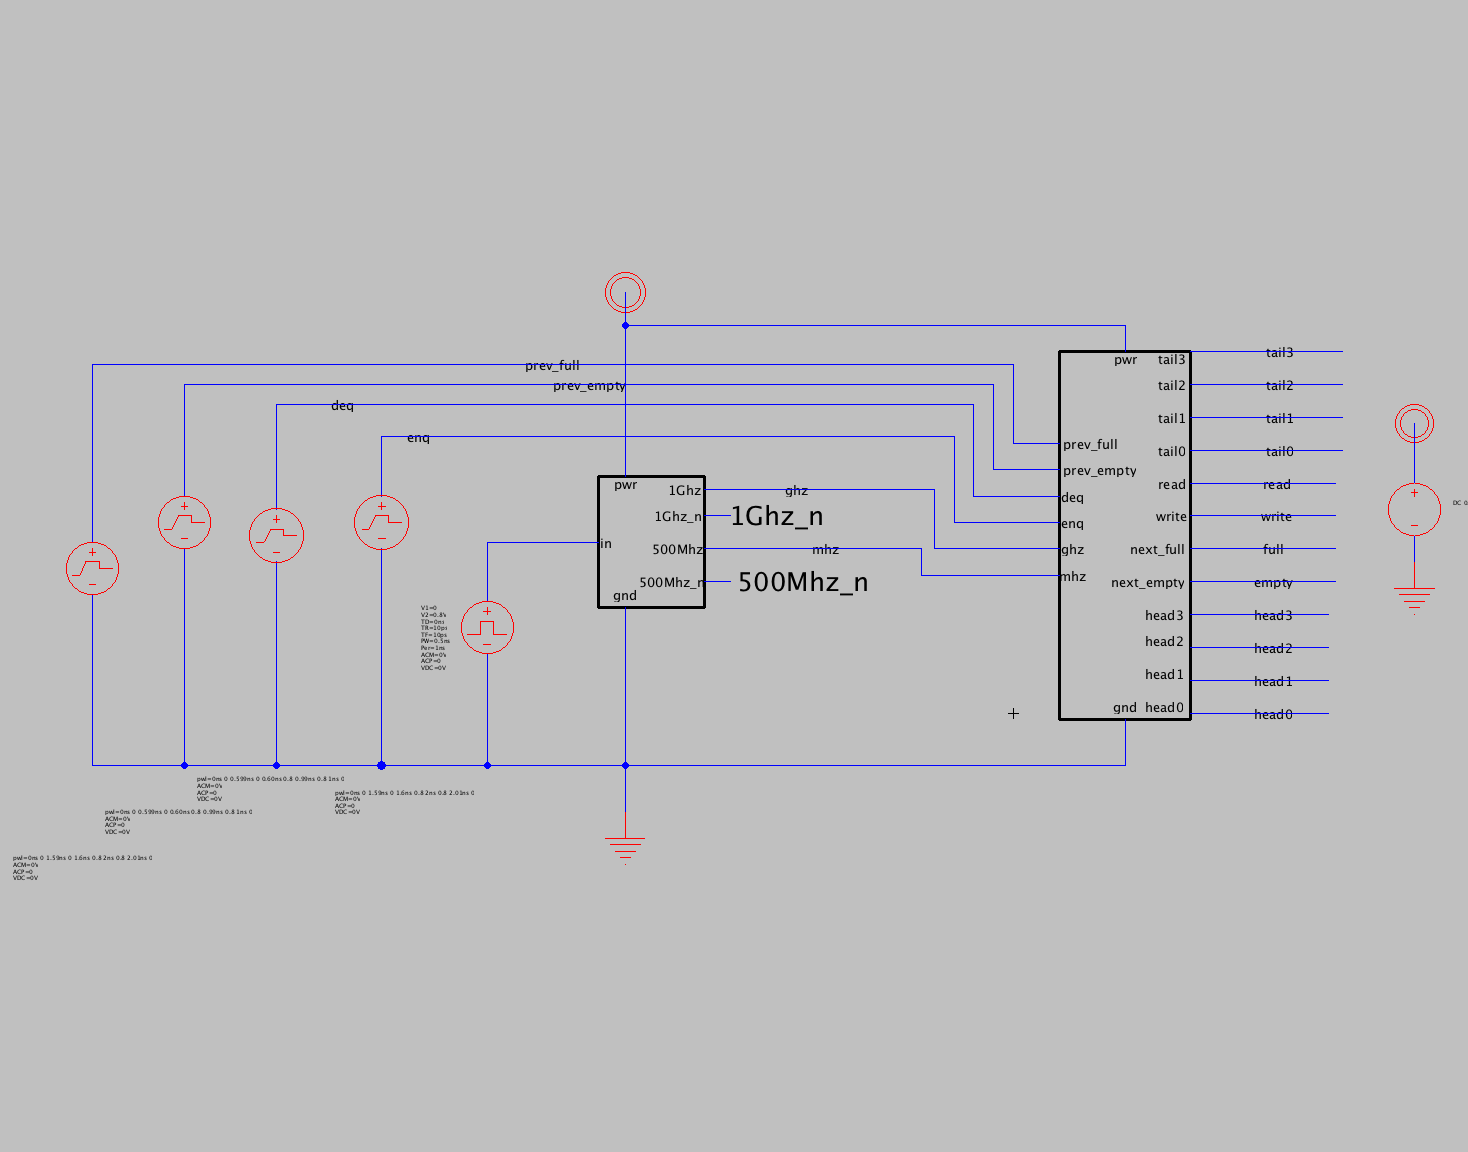 prev_full
prev_empty
deq
enq
pwr
1Ghz
1Ghz_n
in
500Mhz
500Mhz_n
gnd
ghz
1Ghz_n
mhz
500Mhz_n
V1=0
V2=0.8's
TD=0ns
TR=10ps
TF=10ps
PW=0.5ns
Per=1ns
ACM=0's
ACP=0
VDC=0V
pwr
tail3
tail2
tail1
prev_full
tail0
prev_empty
read
deq
write
enq
next_full
ghz
next_empty
mhz
head3
head2
head1
gnd head0
tail3
tail2
tail1
tail0
read
write
full
empty
head3
head2
head1
head0
DC
pwl=0ns 0 0.599ns 0 0.60ns 0.8 0.99ns 0.8 1ns 0
ACM=0's
ACP=0
VDC=0V
pwl=0ns 0 1.59ns 0 1.6ns 0.8 2ns 0.8 2.01ns 0
ACM=0's
ACP=0
VDC=0V
pwl=0ns 0 0.599ns 0 0.60ns 0.8 0.99ns 0.8 1ns 0
ACM=0's
ACP=0
VDC=0V
pwl=0ns 0 1.59ns 0 1.6ns 0.8 2ns 0.8 2.01ns 0
ACM=0's
ACP=0
VDC=0V